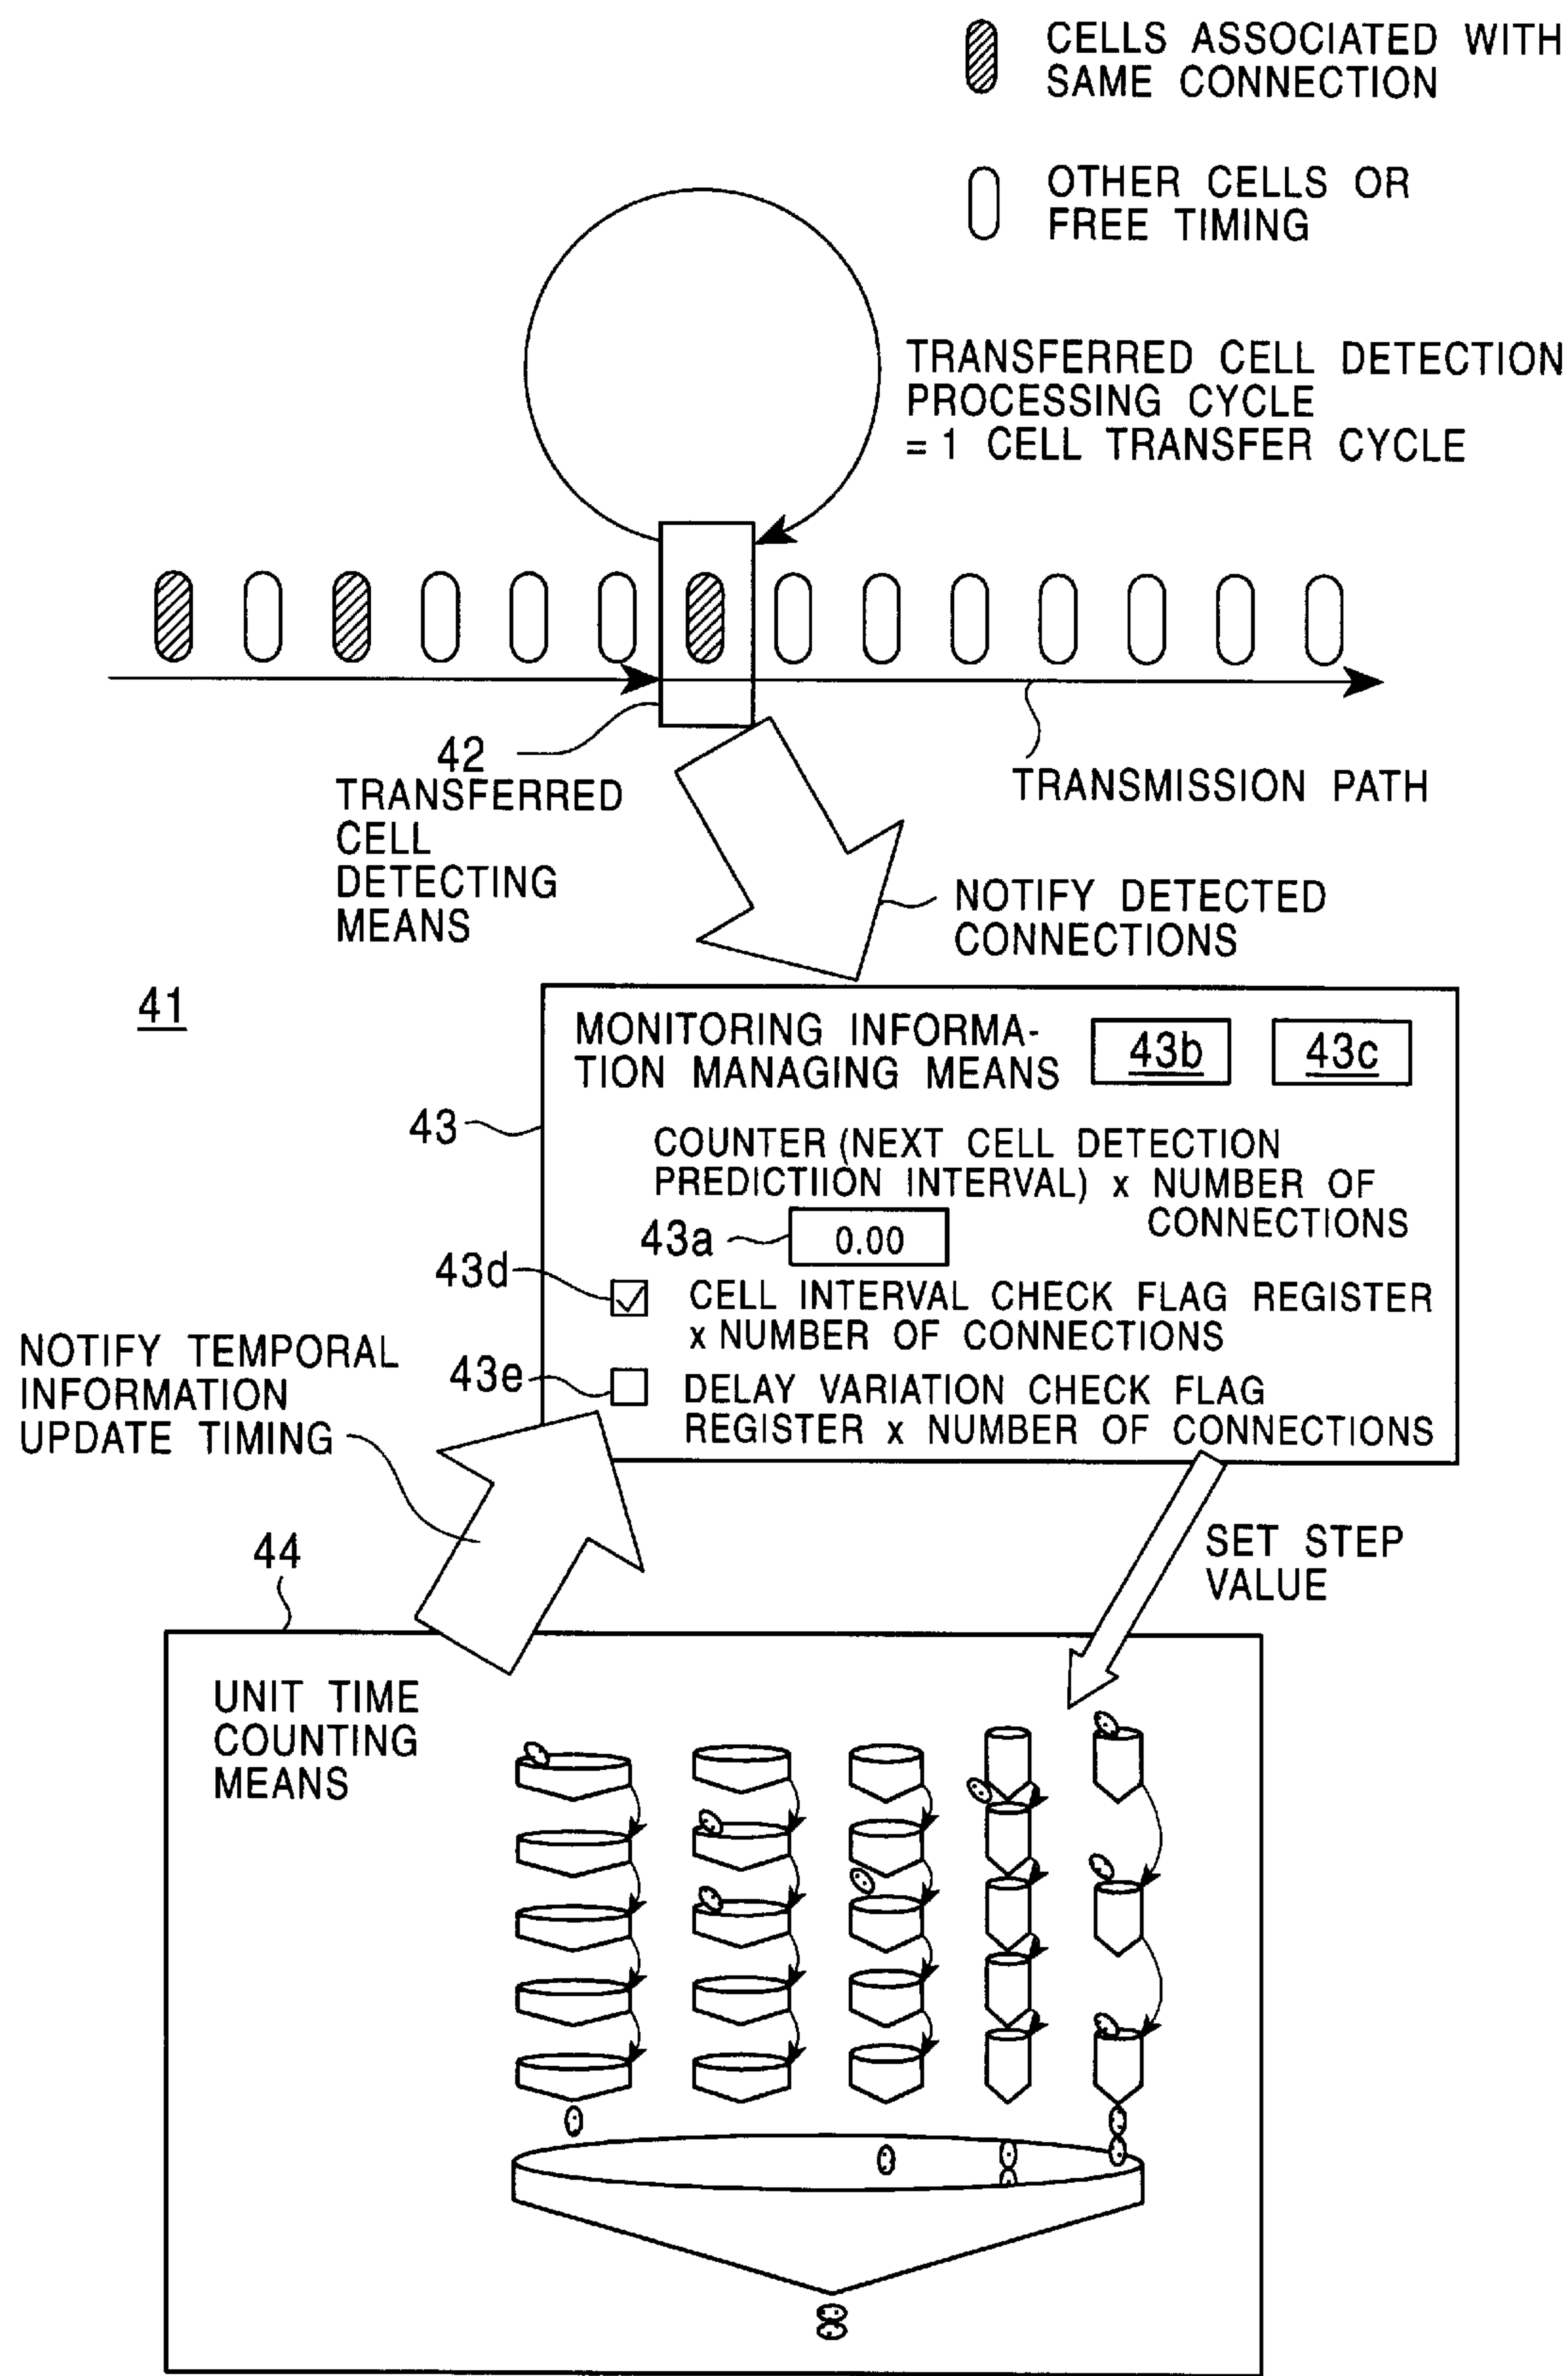 CELLS ASSOCIATED WITH
SAME CONNECTION
OTHER CELLS OR
FREE TIMING
TRANSFERRED CELL DETECTION
PROCESSING CYCLE
= 1 CELL TRANSFER CYCLE
42
TRANSFERRED
CELL
DETECTING
MEANS
TRANSMISSION PATH
NOTIFY DETECTED
CONNECTIONS
41
MONITORING INFORMA-
TION MANAGING MEANS
43b
43c
43
COUNTER (NEXT CELL DETECTION
PREDICTIION INTERVAL) x NUMBER OF
CONNECTIONS
43a
0.00
43d
CELL INTERVAL CHECK FLAG REGISTER
x NUMBER OF CONNECTIONS
43e
DELAY VARIATION CHECK FLAG
REGISTER x NUMBER OF CONNECTIONS
NOTIFY TEMPORAL
INFORMATION
UPDATE TIMING
SET STEP
VALUE
44
UNIT TIME
COUNTING
MEANS